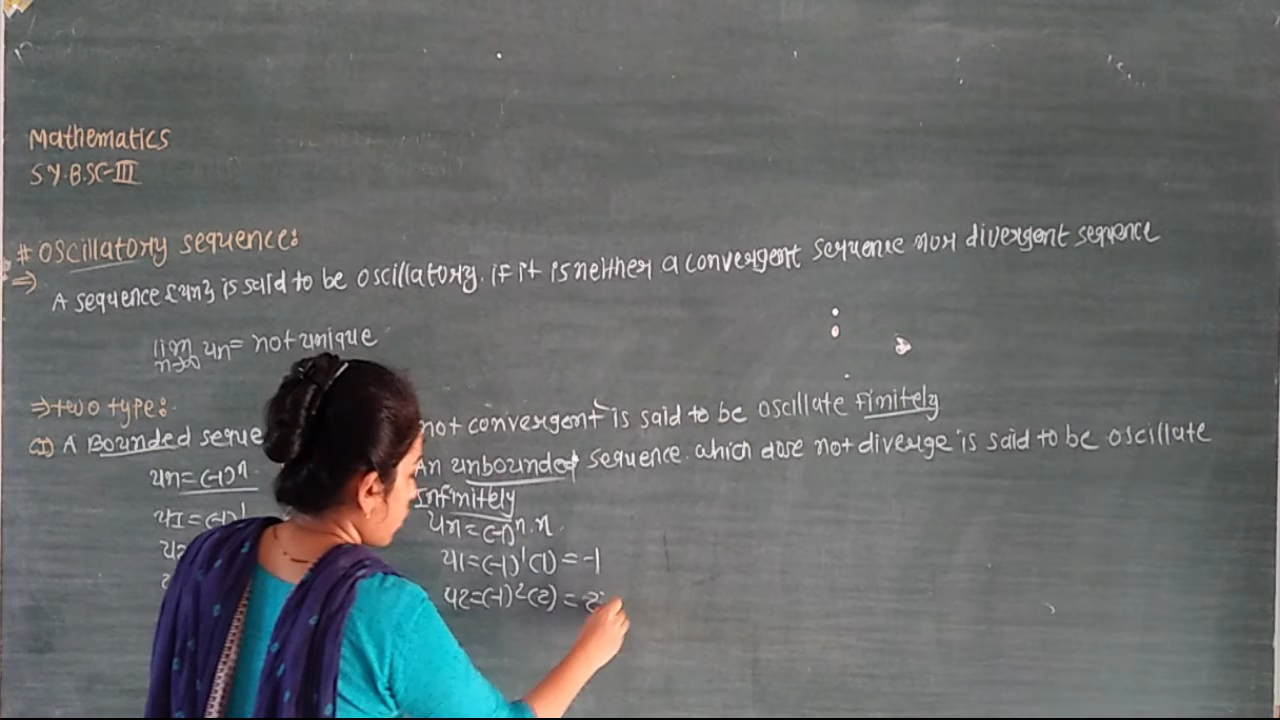 Mathematics
S.Y.B.SC-III
# Oscillatory sequence:
⇒
A sequence {un} is said to be oscillatory. if it is neither a convergent sequence nor divergent sequence
lim n→∞ un = not unique
⇒ two type:
(I) A Bounded seque not convergent is said to be oscillate Finitely
An unbounded sequence. which dose not diverge is said to be oscillate
Infinitely
un = (-1)ⁿ
un = (-1)ⁿ.n
u1 = (-1)¹
u1 = (-1)¹(1) = -1
u2 = (-1)²(2) = 2